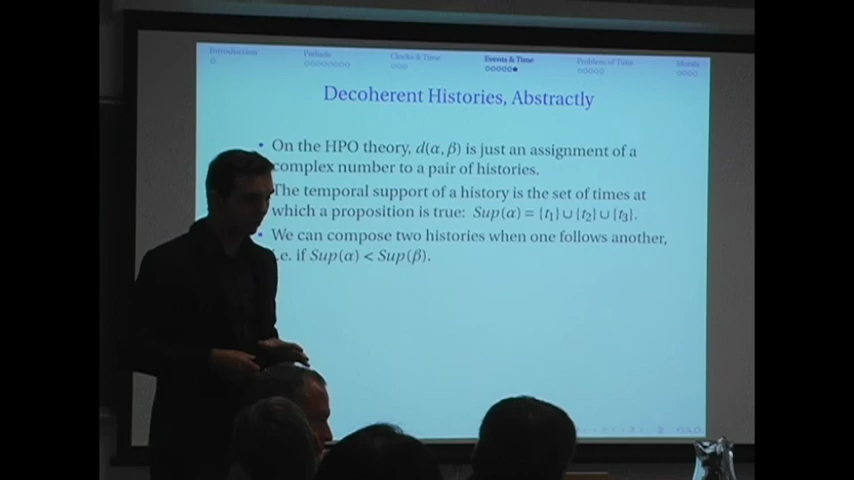 Introduction Prelude Clocks & Time Events & Time Problem of Time Morals
Decoherent Histories, Abstractly
• On the HPO theory, d(α, β) is just an assignment of a
complex number to a pair of histories.
The temporal support of a history is the set of times at
which a proposition is true: Sup(α) = {t₁} ∪ {t₂} ∪ {t₃}.
• We can compose two histories when one follows another,
i.e. if Sup(α) < Sup(β).